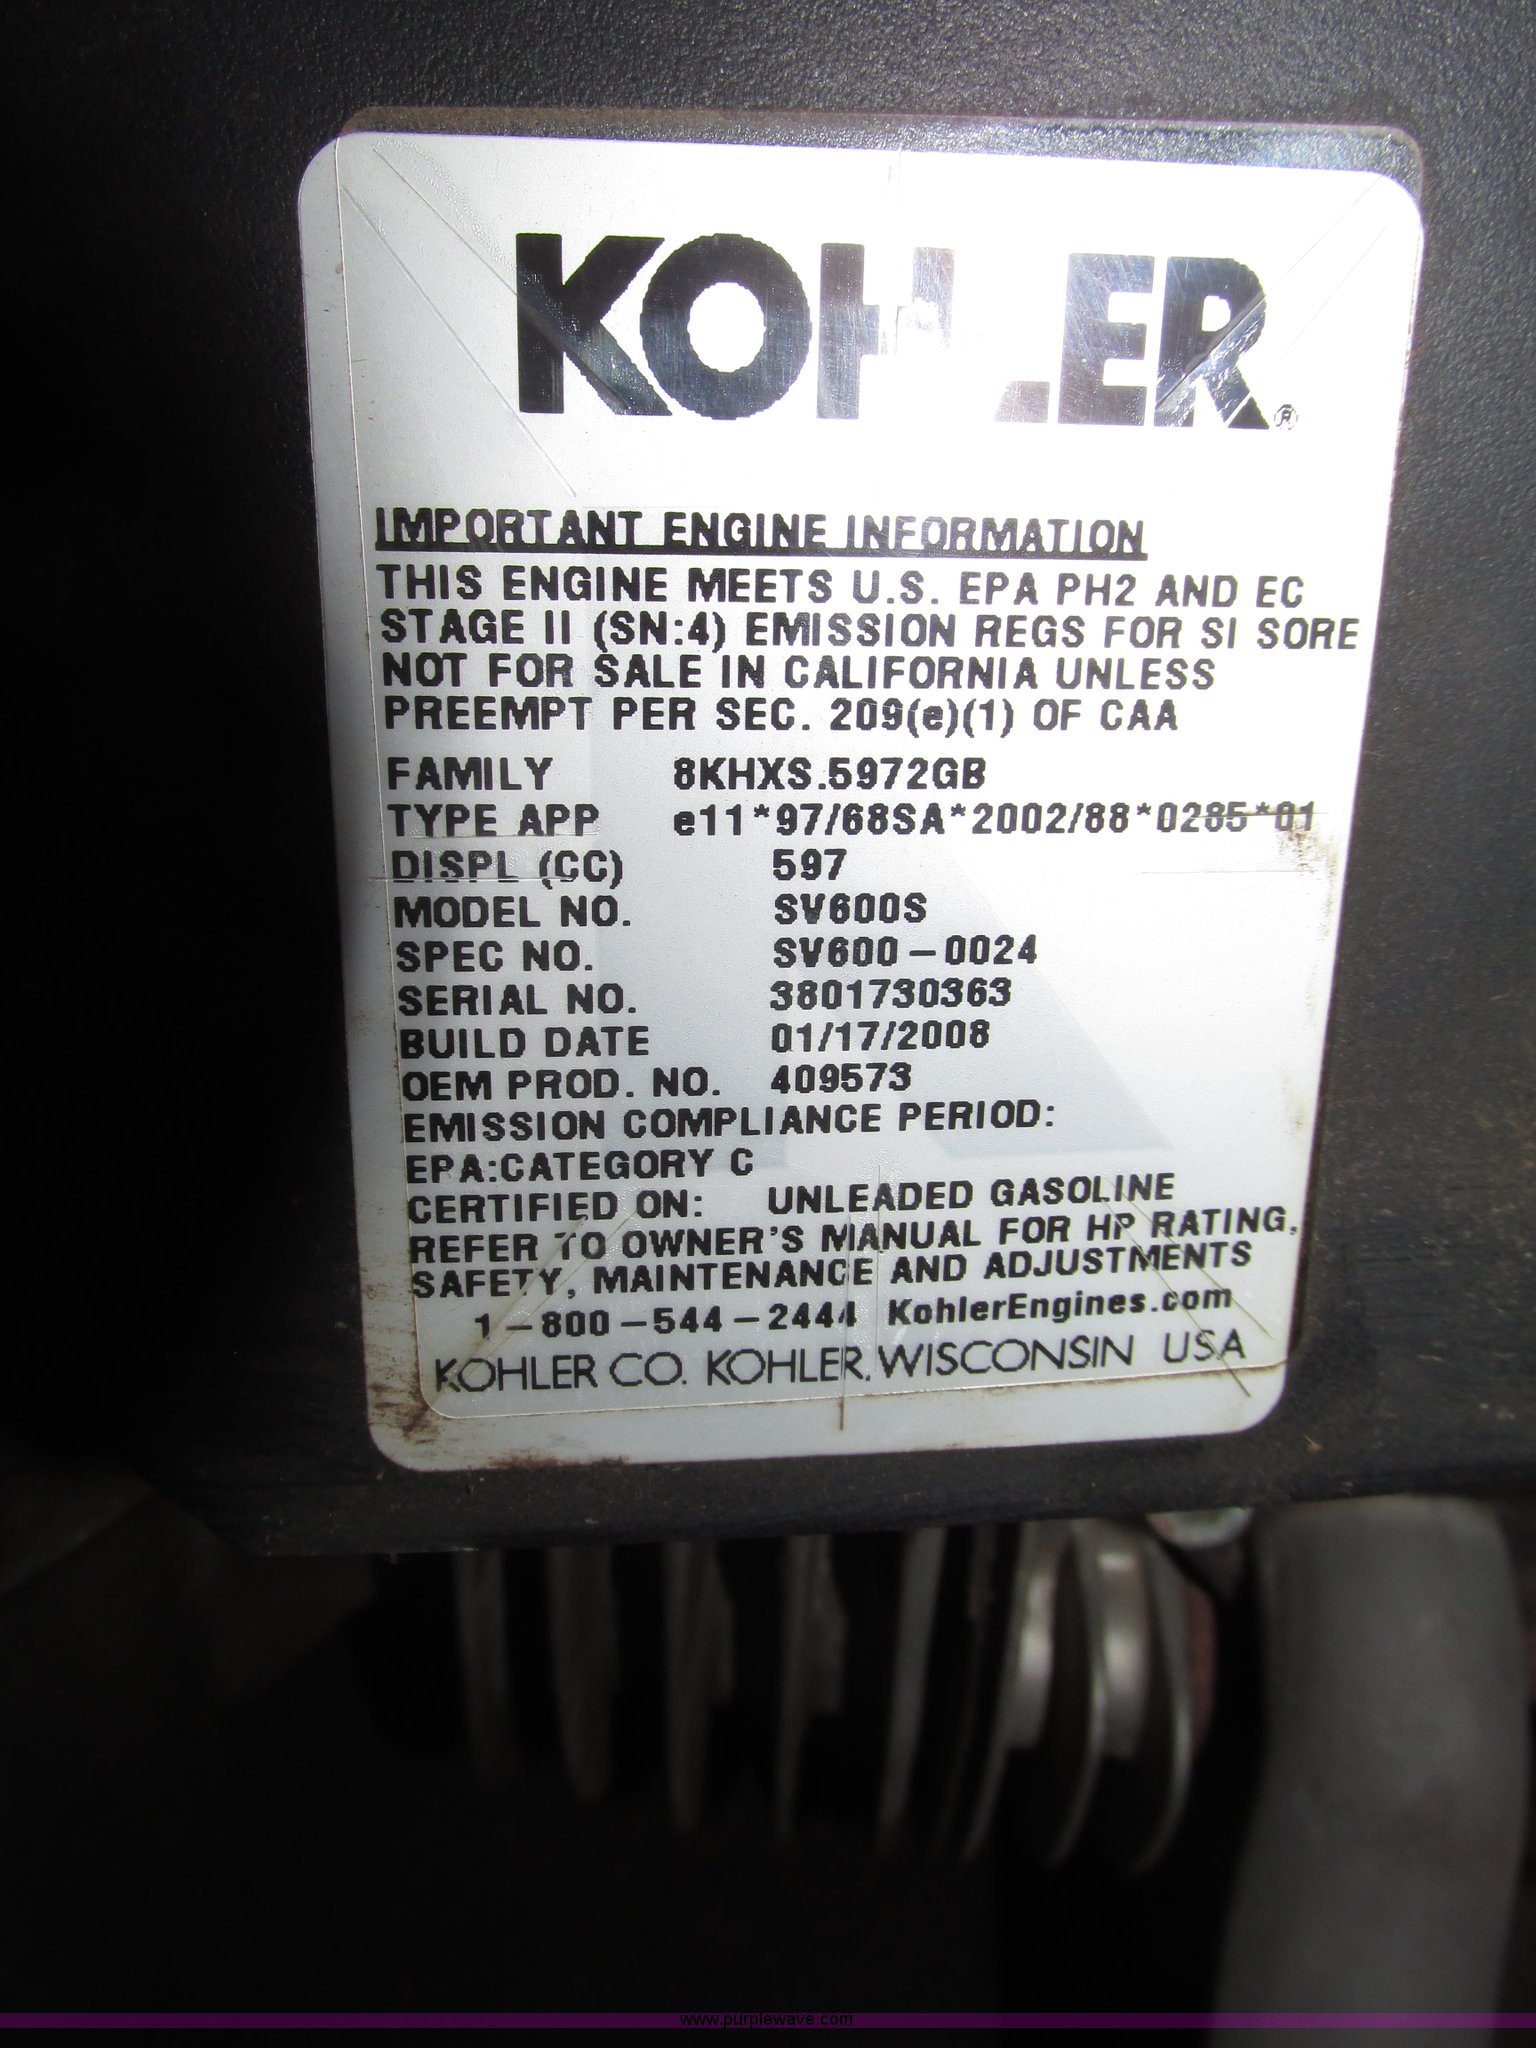 KOHLER®
IMPORTANT ENGINE INFORMATION
THIS ENGINE MEETS U.S. EPA PH2 AND EC
STAGE II (SN:4) EMISSION REGS FOR SI SORE
NOT FOR SALE IN CALIFORNIA UNLESS
PREEMPT PER SEC. 209(e)(1) OF CAA
FAMILY 8KHXS.5972GB
TYPE APP e11*97/68SA*2002/88*0285*01
DISPL (CC) 597
MODEL NO. SV600S
SPEC NO. SV600-0024
SERIAL NO. 3801730363
BUILD DATE 01/17/2008
OEM PROD. NO. 409573
EMISSION COMPLIANCE PERIOD:
EPA:CATEGORY C
CERTIFIED ON: UNLEADED GASOLINE
REFER TO OWNER'S MANUAL FOR HP RATING,
SAFETY, MAINTENANCE AND ADJUSTMENTS
1-800-544-2444 KohlerEngines.com
KOHLER CO. KOHLER, WISCONSIN USA
www.purplewave.com